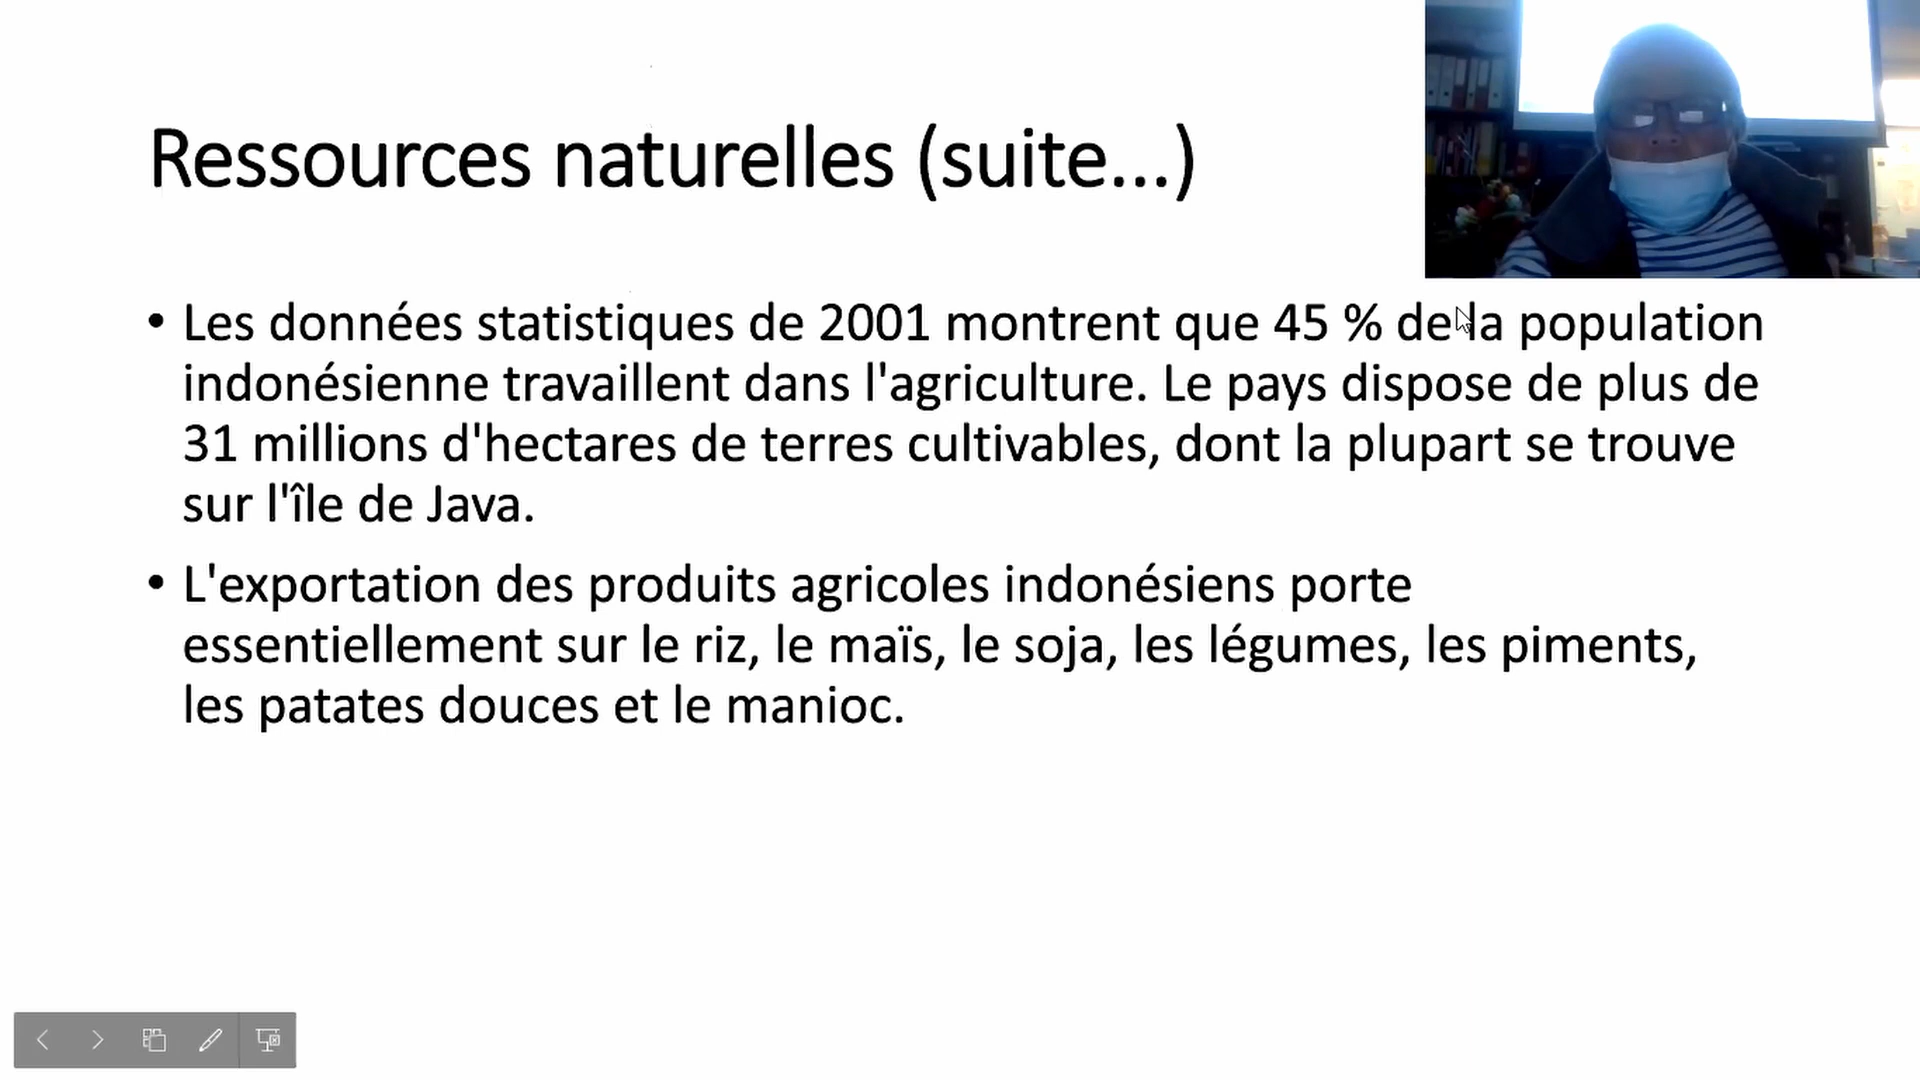 Ressources naturelles (suite...)
• Les données statistiques de 2001 montrent que 45 % de la population
indonésienne travaillent dans l'agriculture. Le pays dispose de plus de
31 millions d'hectares de terres cultivables, dont la plupart se trouve
sur l'île de Java.
• L'exportation des produits agricoles indonésiens porte
essentiellement sur le riz, le maïs, le soja, les légumes, les piments,
les patates douces et le manioc.